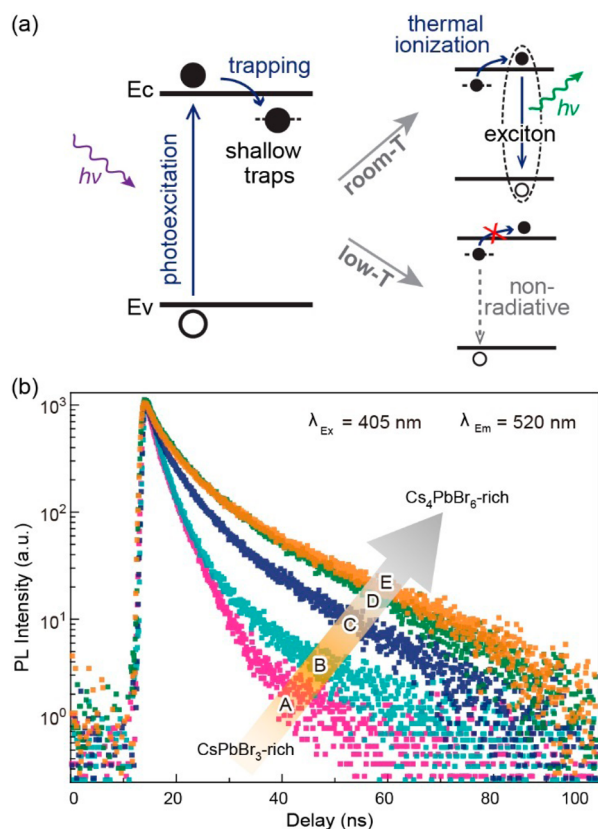 (a)
Ec
trapping
shallow
traps
hν
photoexcitation
Ev
room-T
low-T
thermal
ionization
hν
exciton
non-
radiative
(b)
PL Intensity (a.u.)
10³
10²
10¹
10⁰
λEx = 405 nm λEm = 520 nm
Cs₄PbBr₆-rich
E
D
C
B
A
CsPbBr₃-rich
0 20 40 60 80 100
Delay (ns)